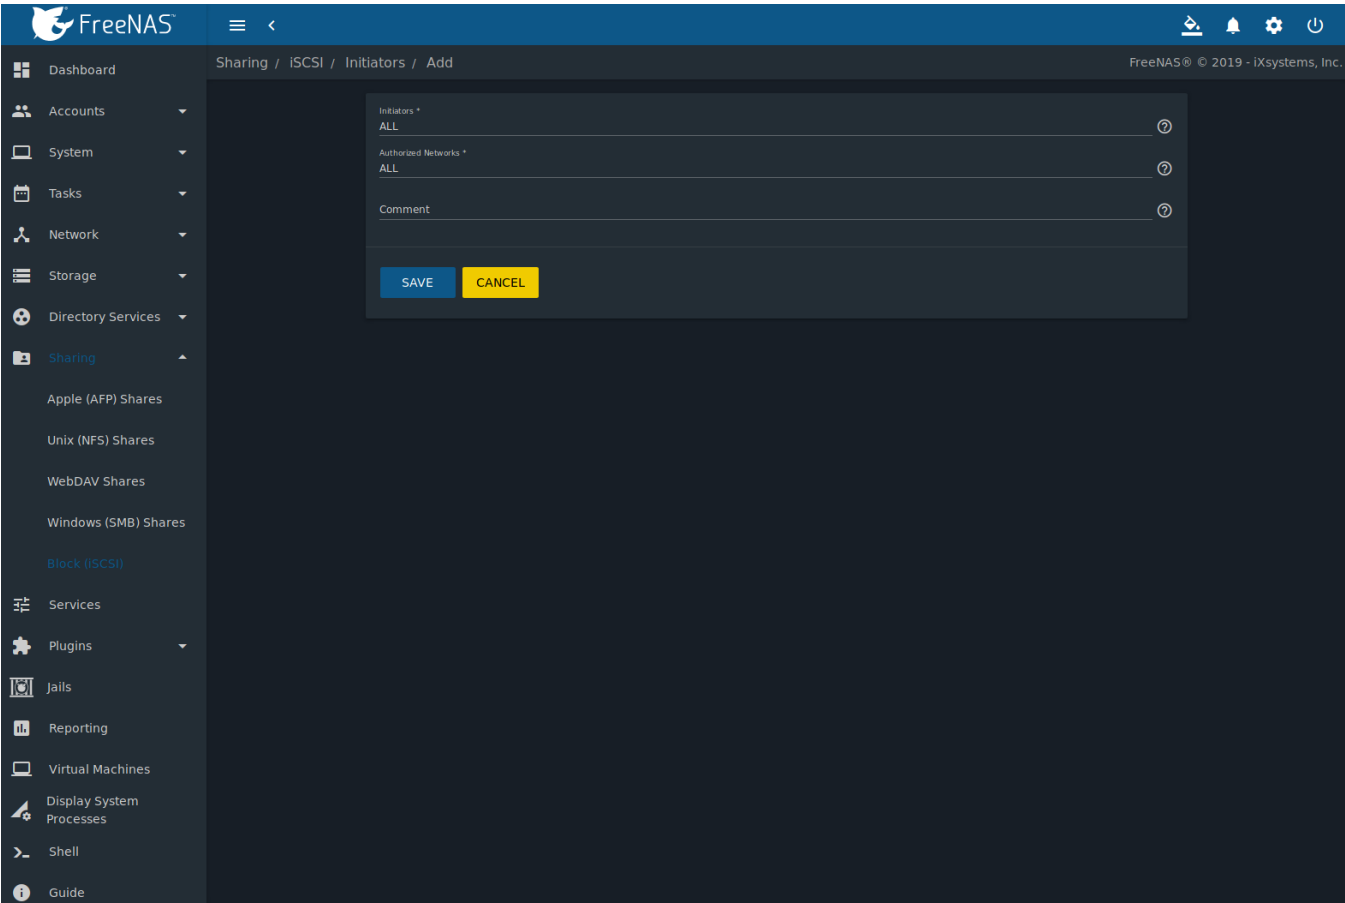 FreeNAS™
Sharing / iSCSI / Initiators / Add
FreeNAS® © 2019 - iXsystems, Inc.
Dashboard
Accounts
System
Tasks
Network
Storage
Directory Services
Sharing
Apple (AFP) Shares
Unix (NFS) Shares
WebDAV Shares
Windows (SMB) Shares
Block (iSCSI)
Services
Plugins
Jails
Reporting
Virtual Machines
Display System
Processes
Shell
Guide
Initiators *
ALL
Authorized Networks *
ALL
Comment
SAVE CANCEL